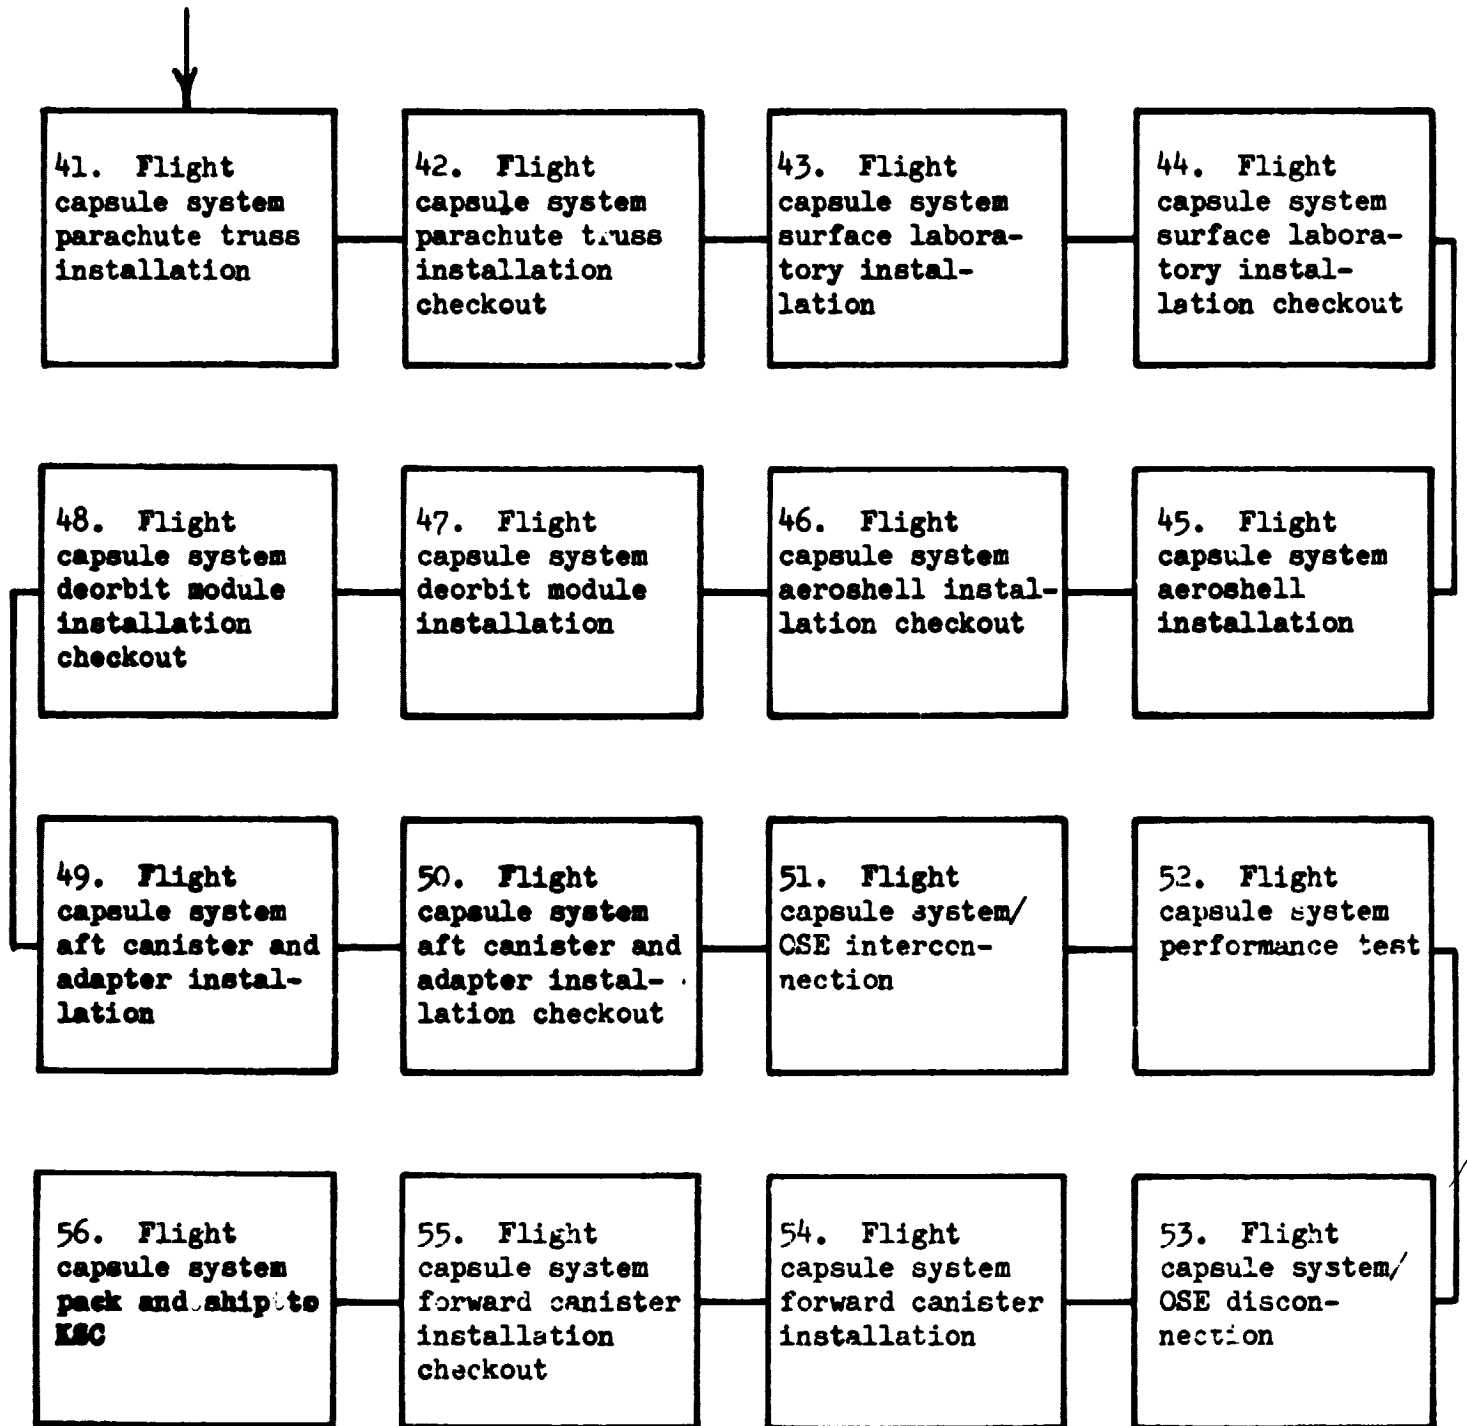 41. Flight
capsule system
parachute truss
installation
42. Flight
capsule system
parachute truss
installation
checkout
43. Flight
capsule system
surface labora-
tory instal-
lation
44. Flight
capsule system
surface labora-
tory instal-
lation checkout
48. Flight
capsule system
deorbit module
installation
checkout
47. Flight
capsule system
deorbit module
installation
46. Flight
capsule system
aeroshell instal-
lation checkout
45. Flight
capsule system
aeroshell
installation
49. Flight
capsule system
aft canister and
adapter instal-
lation
50. Flight
capsule system
aft canister and
adapter instal-
lation checkout
51. Flight
capsule system/
OSE intercon-
nection
52. Flight
capsule system
performance test
56. Flight
capsule system
pack and ship to
KSC
55. Flight
capsule system
forward canister
installation
checkout
54. Flight
capsule system
forward canister
installation
53. Flight
capsule system/
OSE discon-
nection